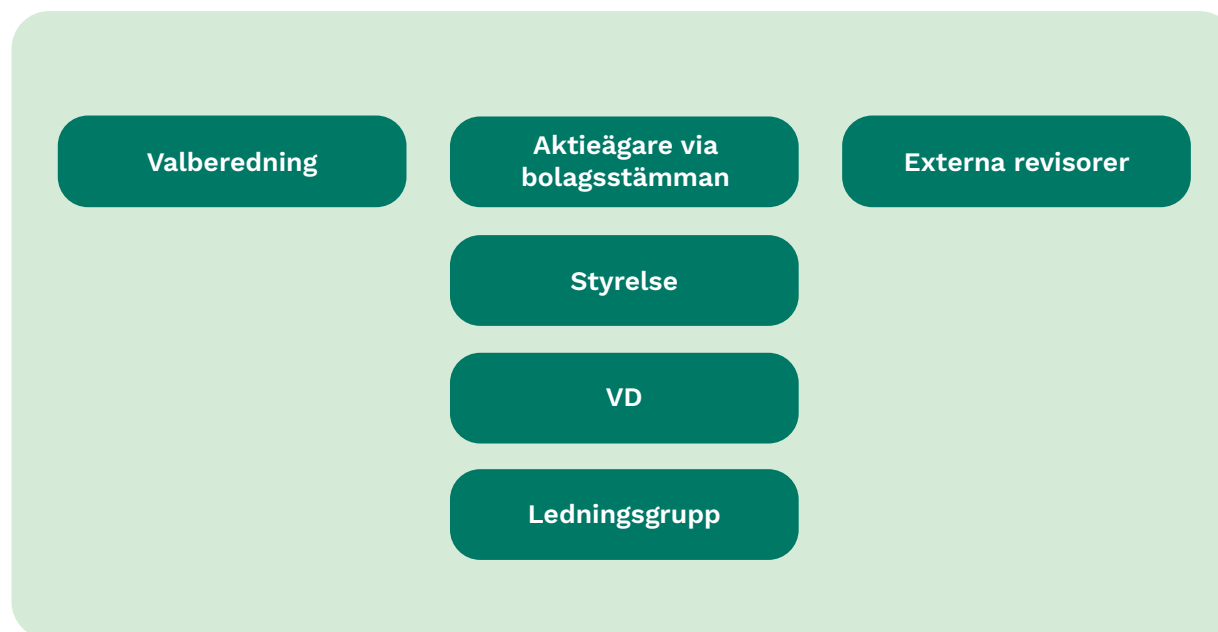 Valberedning
Aktieägare via
bolagsstämman
Externa revisorer
Styrelse
VD
Ledningsgrupp